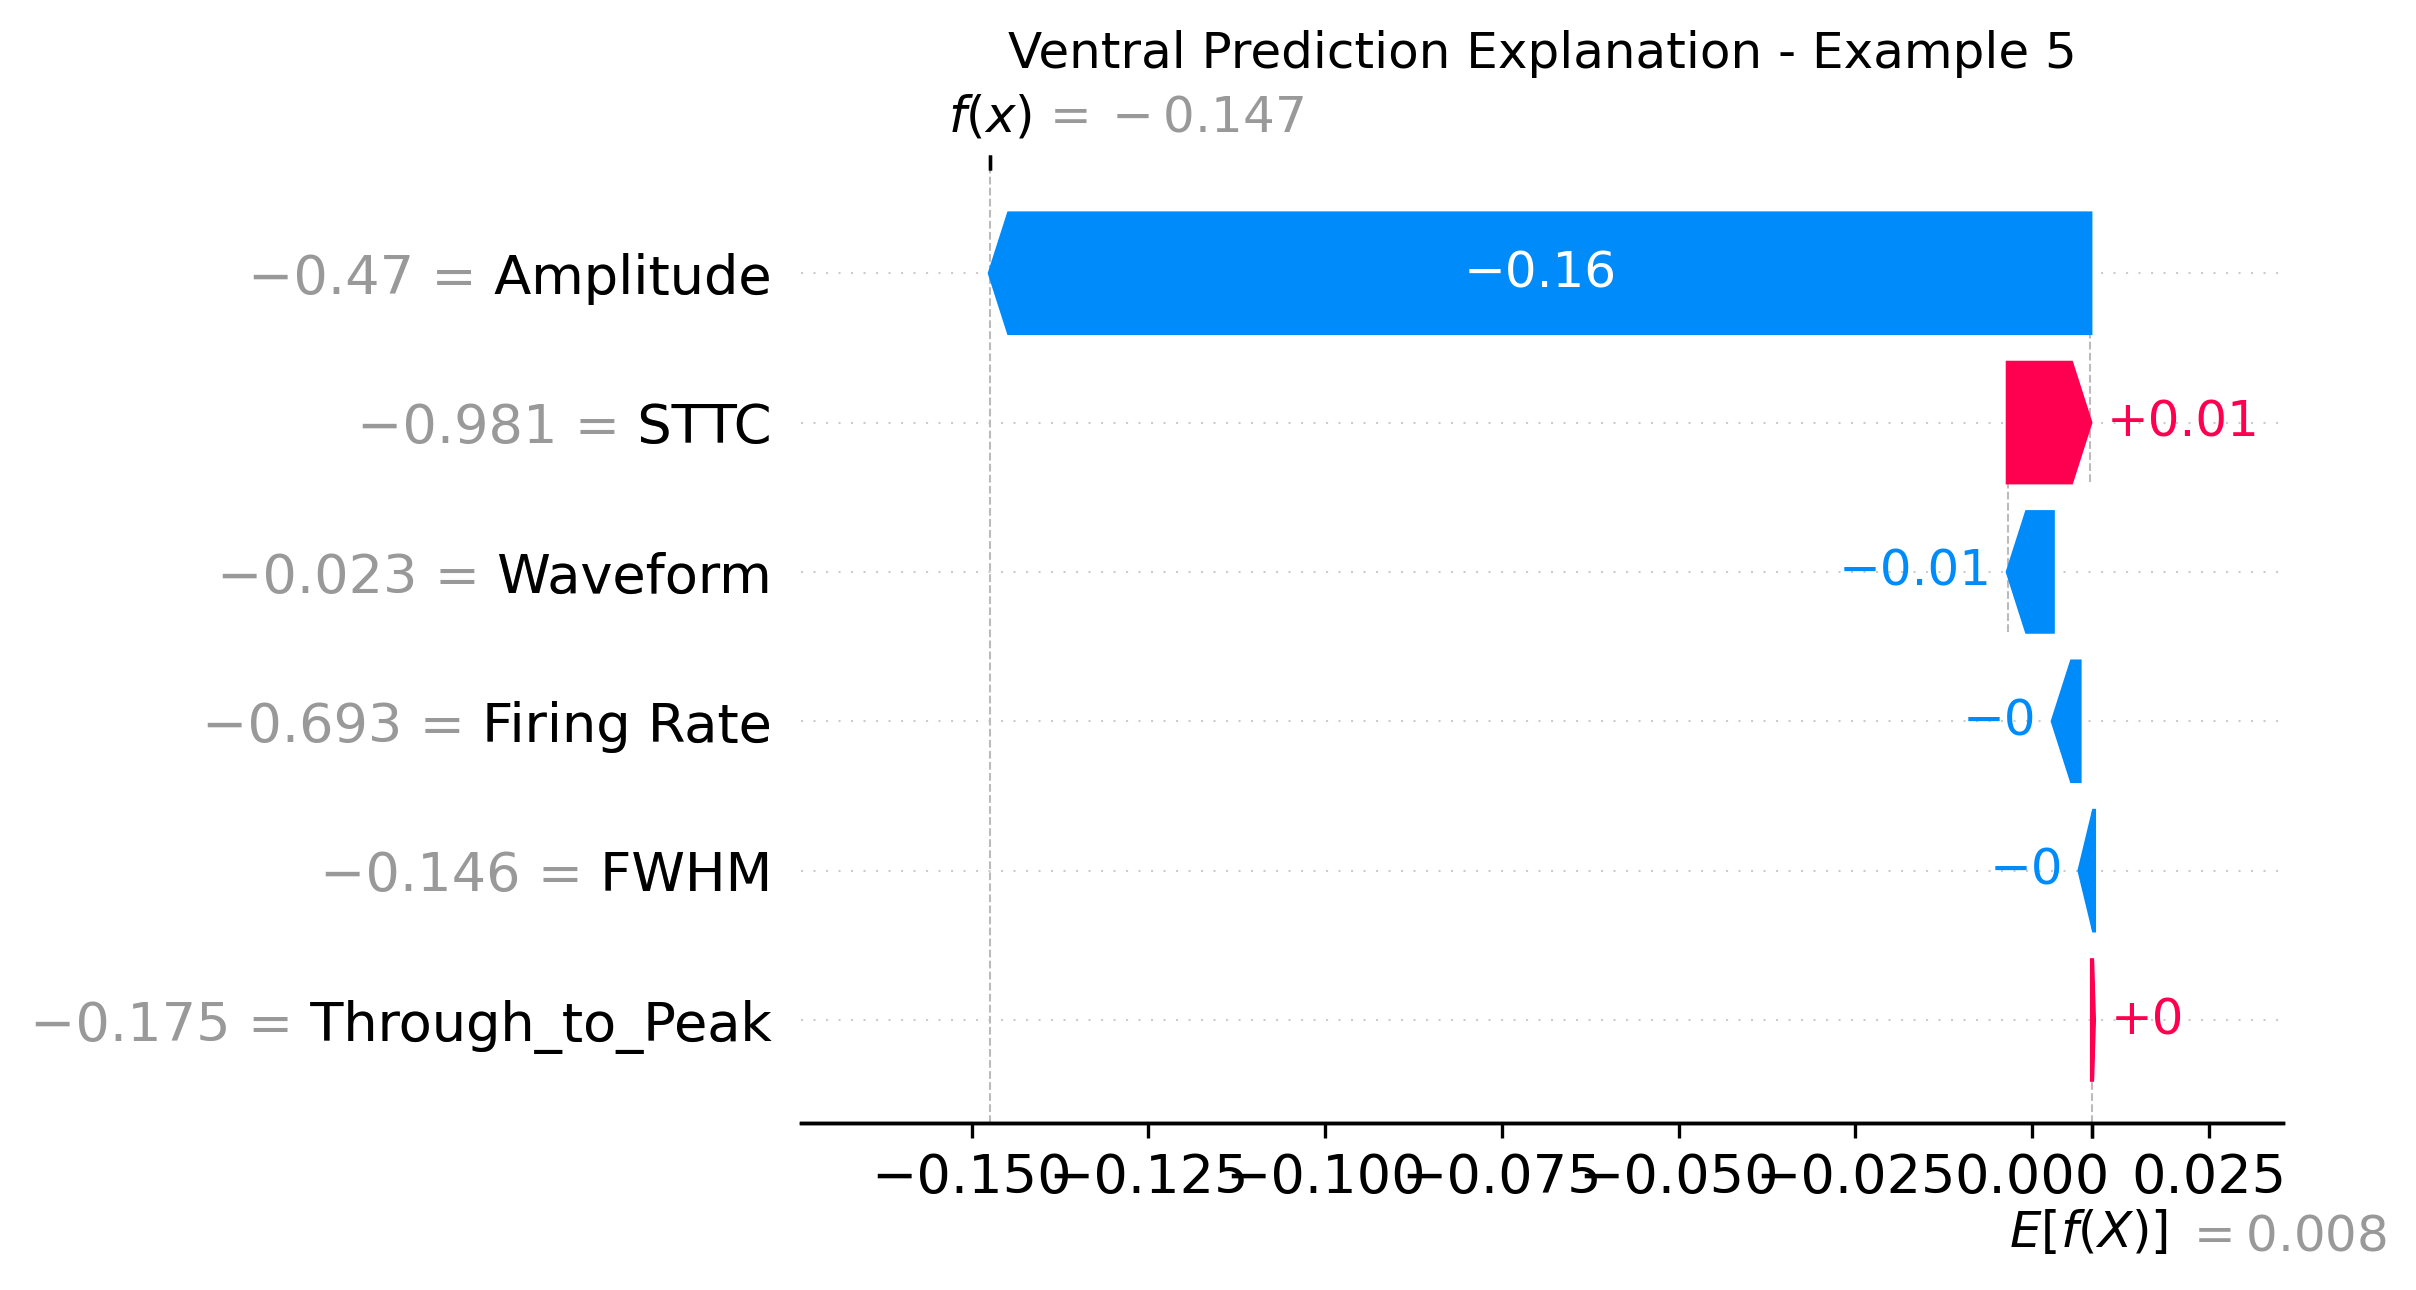 Ventral Prediction Explanation - Example 5
f(x) = −0.147
−0.47 = Amplitude
−0.16
−0.981 = STTC
+0.01
−0.023 = Waveform
−0.01
−0.693 = Firing Rate
−0
−0.146 = FWHM
−0
−0.175 = Through_to_Peak
+0
−0.150 −0.125 −0.100 −0.075 −0.050 −0.025 0.000 0.025
E[f(X)] = 0.008